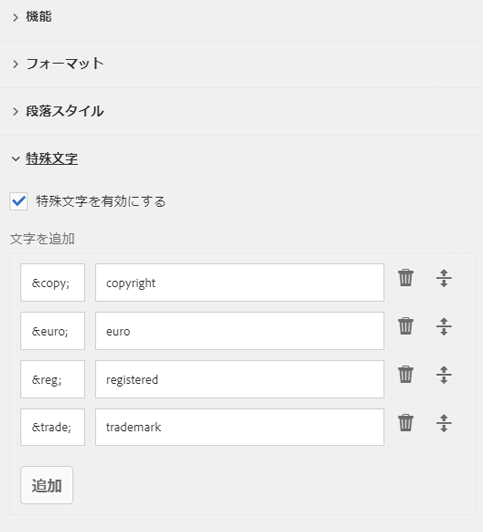 機能
フォーマット
段落スタイル
特殊文字
特殊文字を有効にする
文字を追加
&copy; copyright
&euro; euro
&reg; registered
&trade; trademark
追加